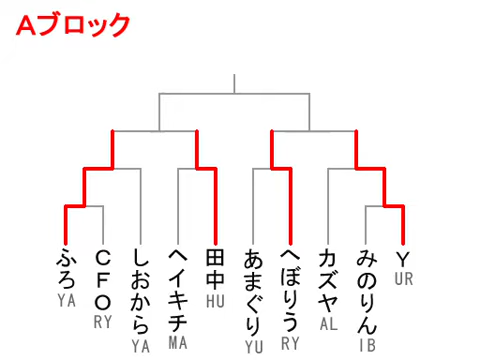 Aブロック
ふろ
YA
CFO
RY
しおから
YA
ヘイキチ
MA
田中
HU
あまぐり
YU
へぼりう
RY
カズヤ
AL
みのりん
IB
Y
UR